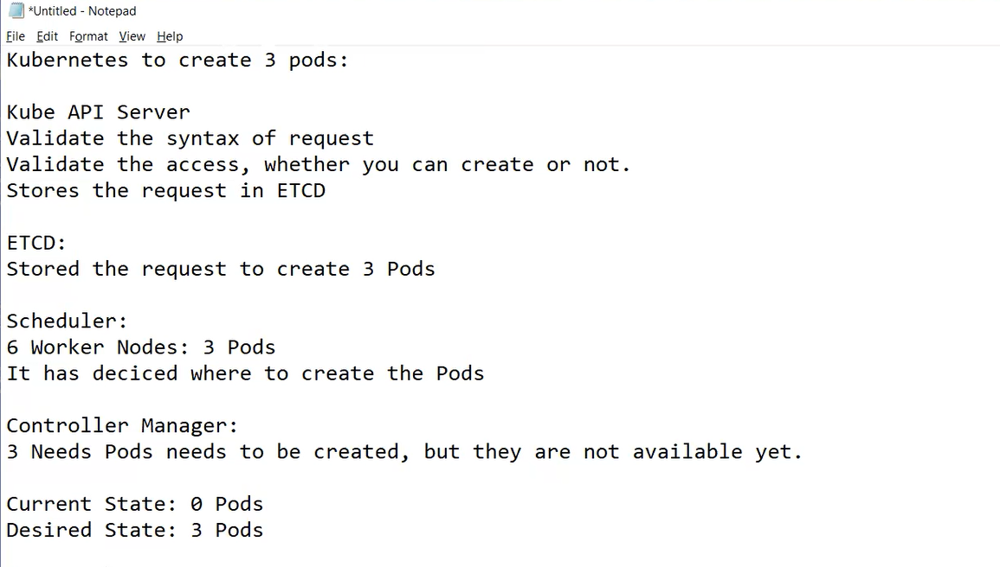 *Untitled - Notepad
File Edit Format View Help
Kubernetes to create 3 pods:
Kube API Server
Validate the syntax of request
Validate the access, whether you can create or not.
Stores the request in ETCD
ETCD:
Stored the request to create 3 Pods
Scheduler:
6 Worker Nodes: 3 Pods
It has deciced where to create the Pods
Controller Manager:
3 Needs Pods needs to be created, but they are not available yet.
Current State: 0 Pods
Desired State: 3 Pods